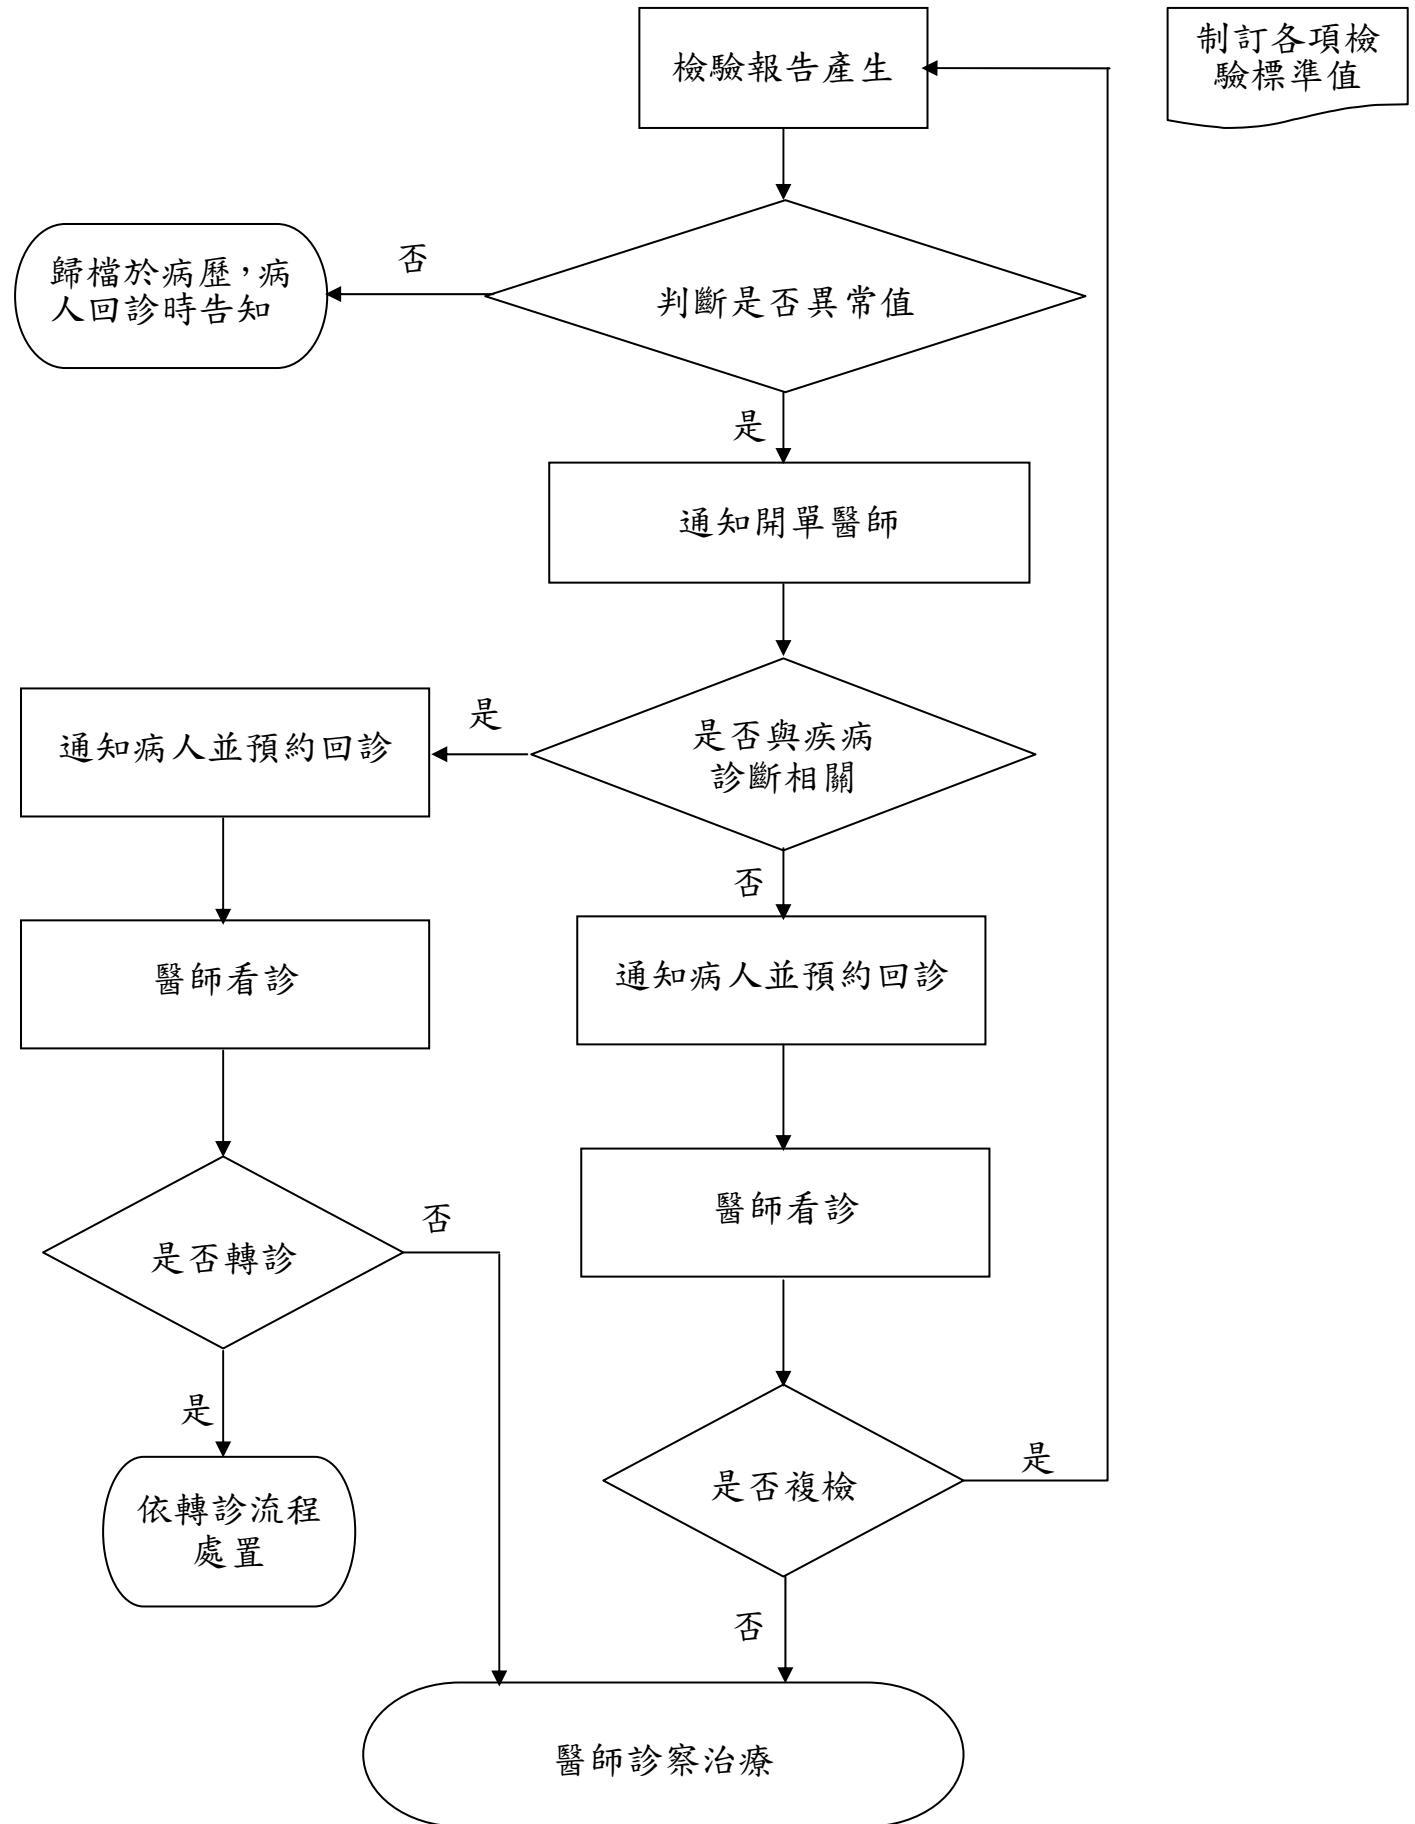 檢驗報告產生
制訂各項檢
驗標準值
否
歸檔於病歷，病
人回診時告知
判斷是否異常值
是
通知開單醫師
是
通知病人並預約回診
是否與疾病
診斷相關
否
醫師看診
通知病人並預約回診
否
醫師看診
是否轉診
是
是
是否複檢
依轉診流程
處置
否
醫師診察治療